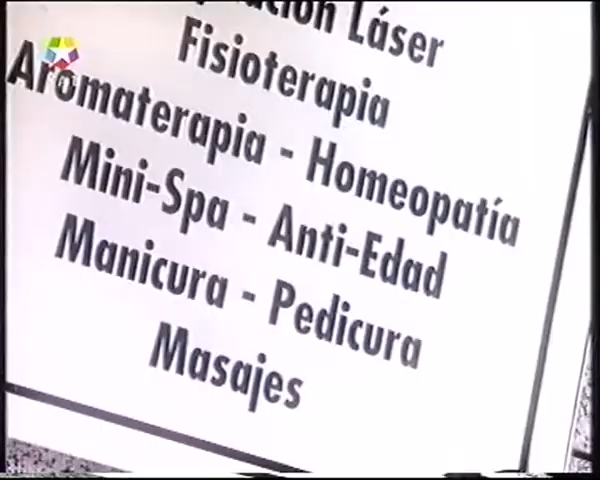 Láser
Fisioterapia
Aromaterapia - Homeopatía
Mini-Spa - Anti-Edad
Manicura - Pedicura
Masajes